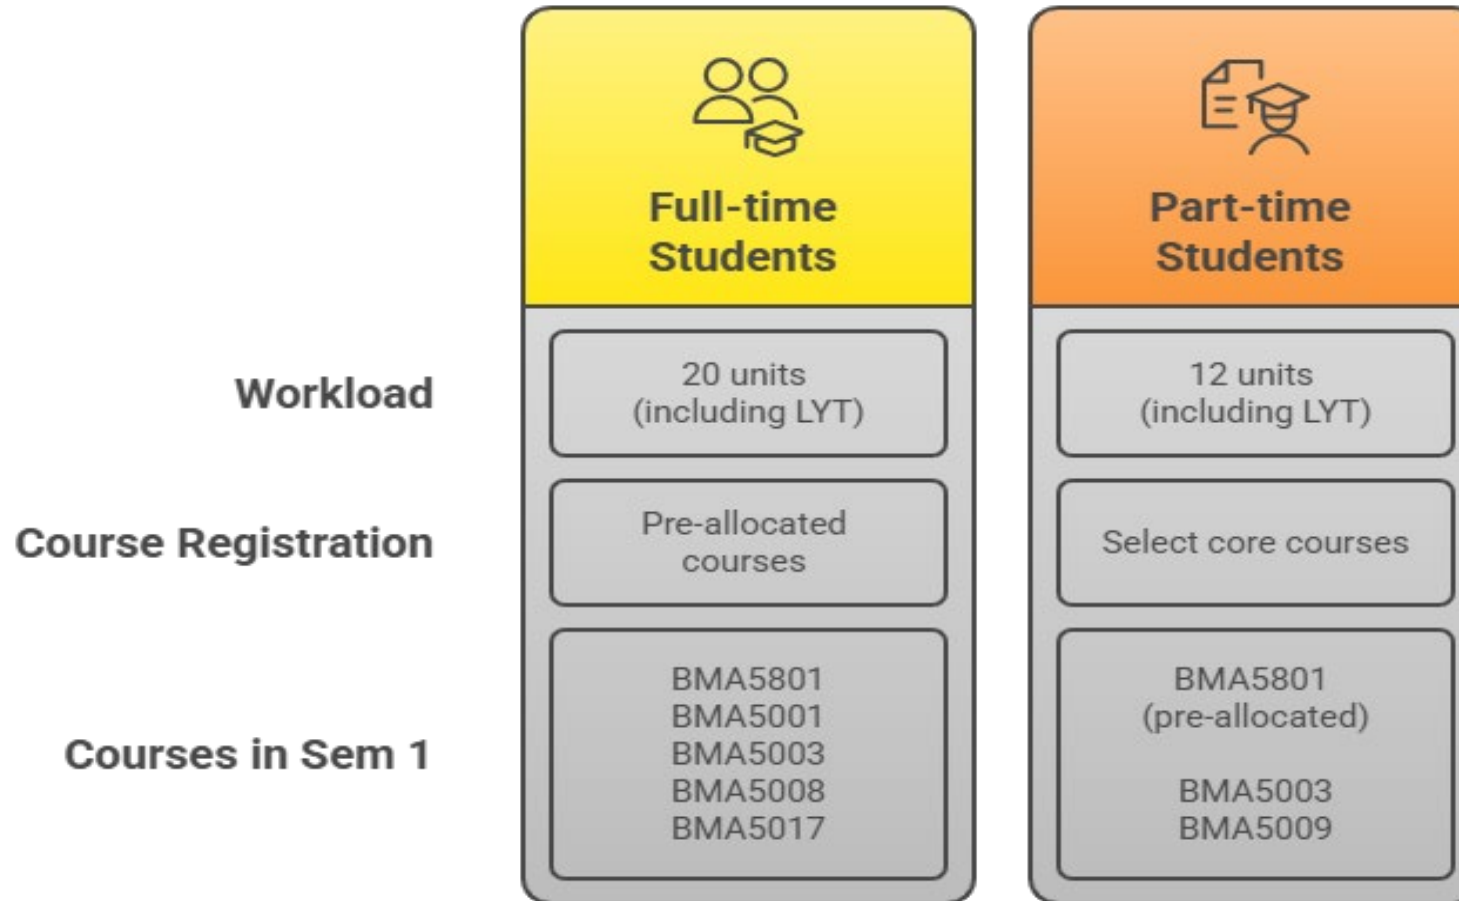 Full-time
Students
Part-time
Students
Workload
20 units
(including LYT)
12 units
(including LYT)
Course Registration
Pre-allocated
courses
Select core courses
Courses in Sem 1
BMA5801
BMA5001
BMA5003
BMA5008
BMA5017
BMA5801
(pre-allocated)
BMA5003
BMA5009